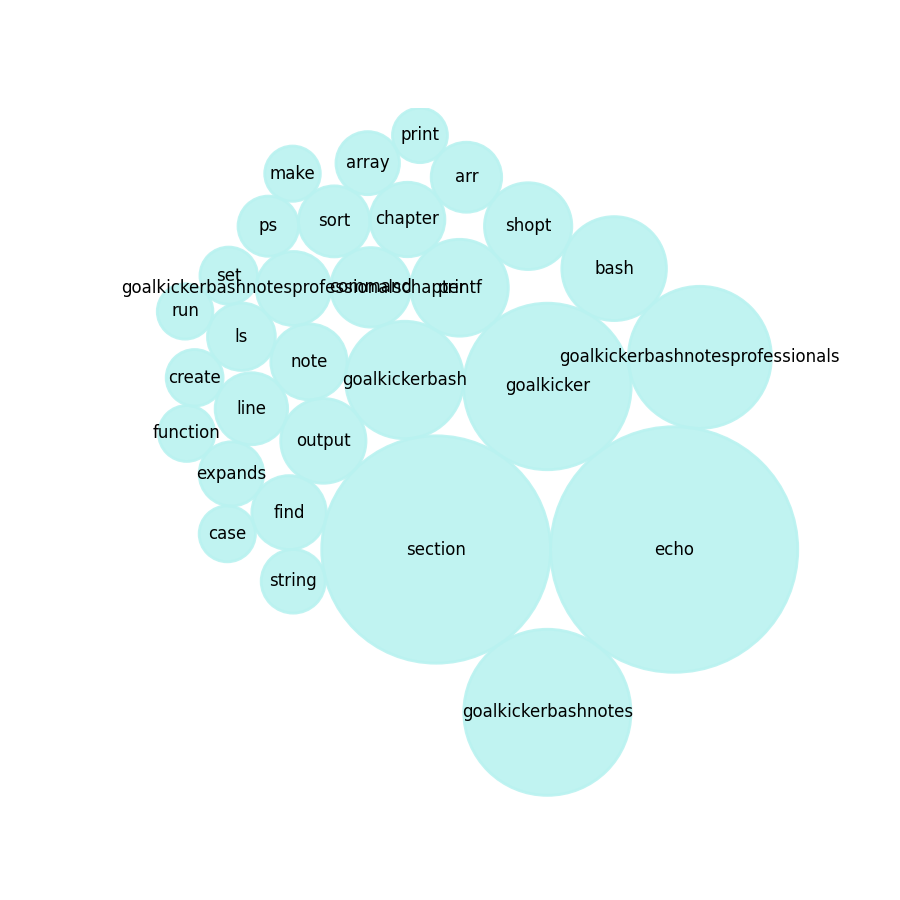 print
array
arr
make
sort
chapter
ps
shopt
bash
set
goalkickerbashnotesprofessionalschapter
command
printf
run
ls
goalkickerbashnotesprofessionals
note
create
goalkickerbash
goalkicker
line
function
output
expands
find
case
section
echo
string
goalkickerbashnotes